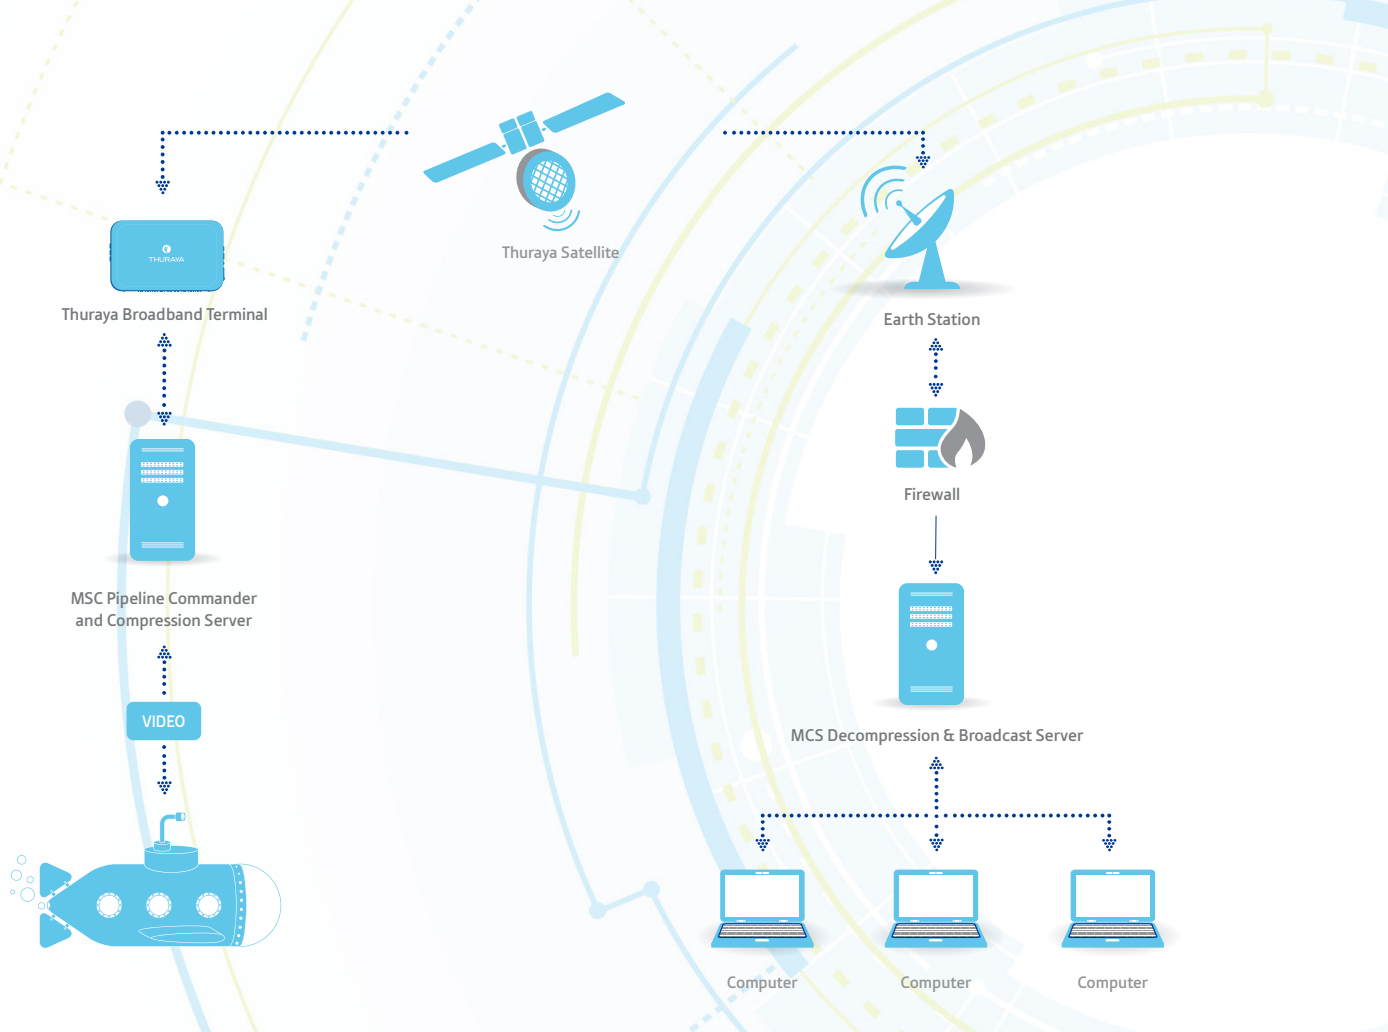 Thuraya Satellite
THURAYA
Thuraya Broadband Terminal
Earth Station
Firewall
MSC Pipeline Commander
and Compression Server
VIDEO
MCS Decompression & Broadcast Server
Computer
Computer
Computer